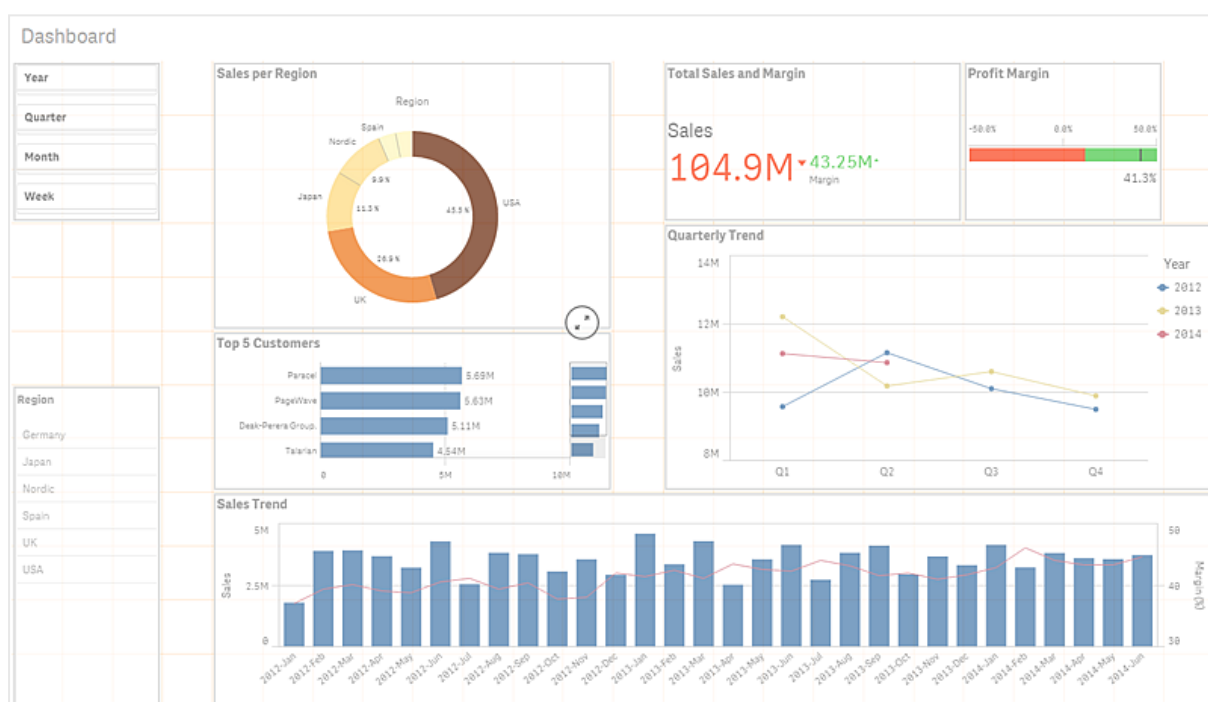 Dashboard
Year
Quarter
Month
Week
Region
Germany
Japan
Nordic
Spain
UK
USA
Sales per Region
Region
Spain
Nordic
Japan
UK
USA
9.9 %
11.3 %
45.5 %
26.9 %
Top 5 Customers
Paracel 5.69M
PageWave 5.63M
Desk-Perera Group. 5.11M
Talarian 4.54M
0 5M 10M
Total Sales and Margin
Sales
104.9M 43.25M
Margin
Profit Margin
-50.0% 0.0% 50.0%
41.3%
Quarterly Trend
14M
12M
10M
8M
Sales
Q1 Q2 Q3 Q4
Year
2012
2013
2014
Sales Trend
5M
2.5M
0
Sales
50
40
30
Margin (%)
2012-Jan
2012-Feb
2012-Mar
2012-Apr
2012-May
2012-Jun
2012-Jul
2012-Aug
2012-Sep
2012-Oct
2012-Nov
2012-Dec
2013-Jan
2013-Feb
2013-Mar
2013-Apr
2013-May
2013-Jun
2013-Jul
2013-Aug
2013-Sep
2013-Oct
2013-Nov
2013-Dec
2014-Jan
2014-Feb
2014-Mar
2014-Apr
2014-May
2014-Jun